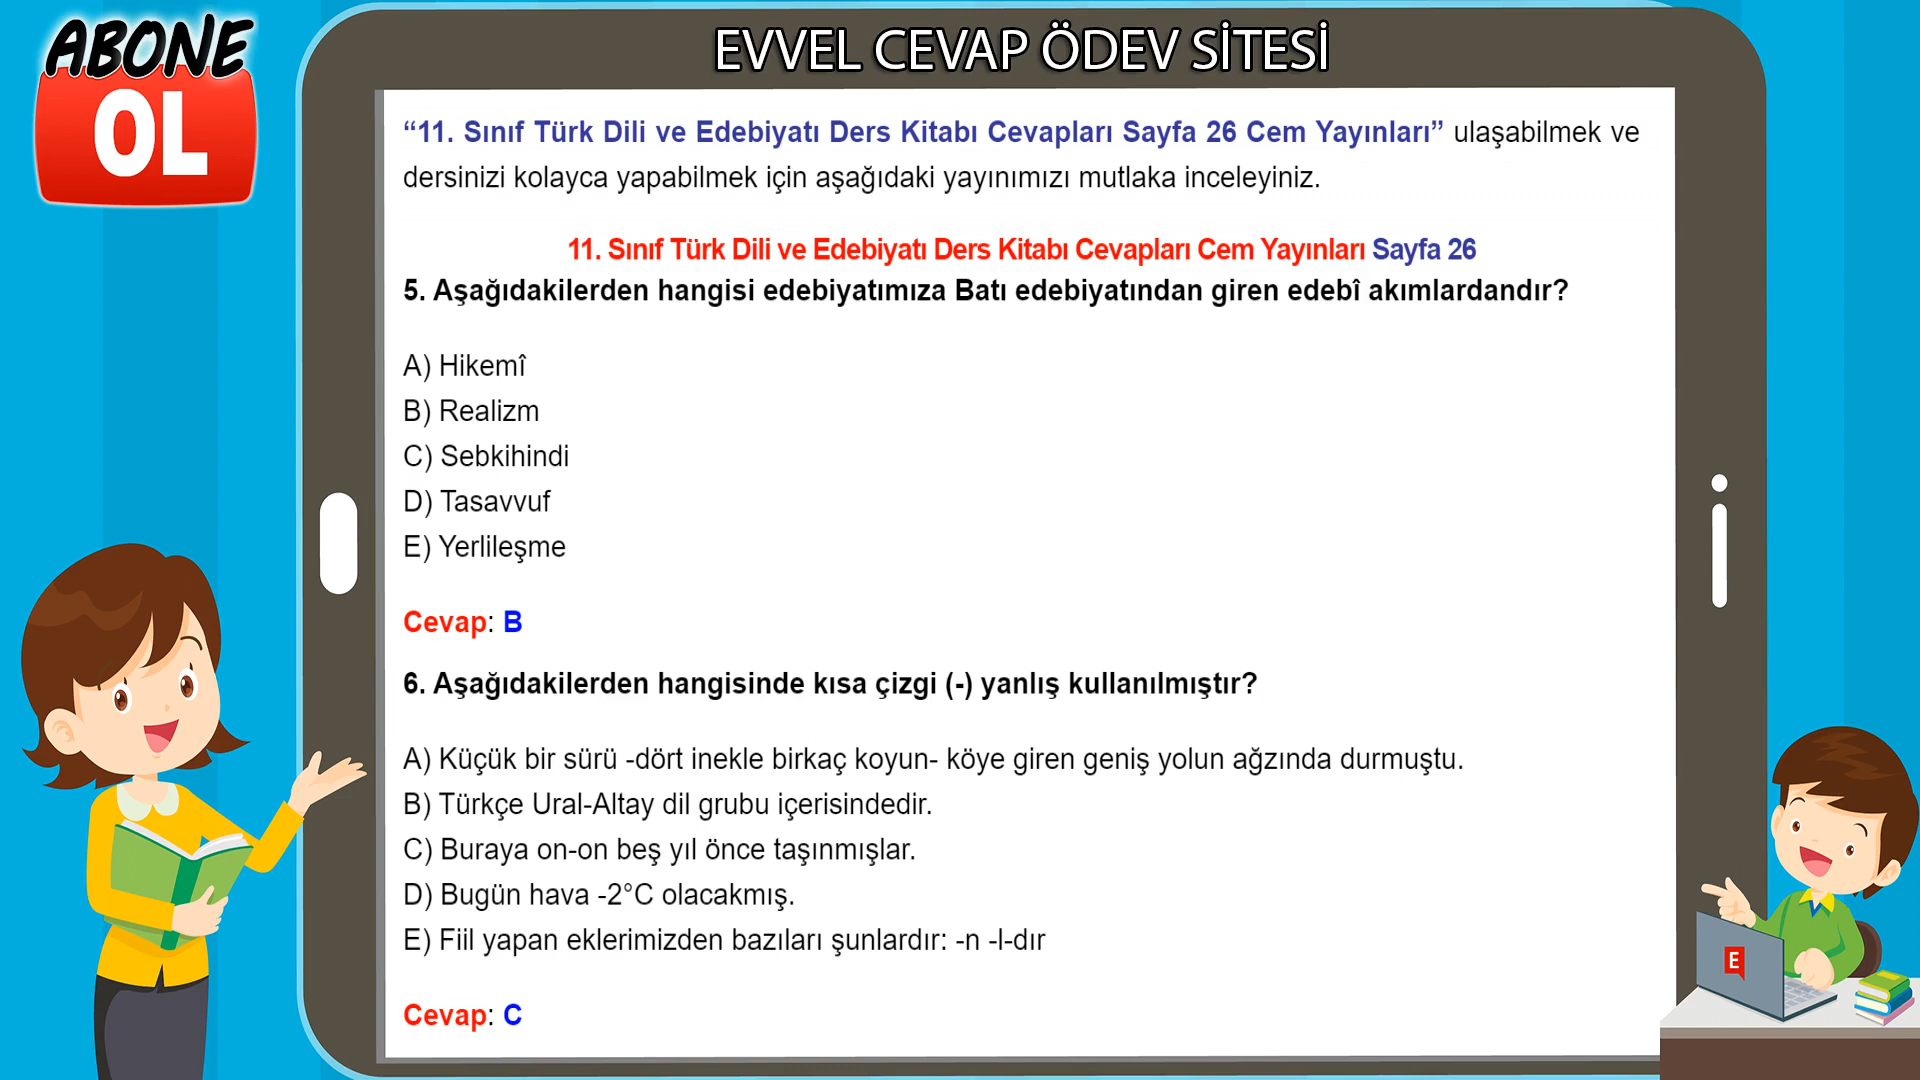 ABONE
OL
EVVEL CEVAP ÖDEV SİTESİ
“11. Sınıf Türk Dili ve Edebiyatı Ders Kitabı Cevapları Sayfa 26 Cem Yayınları” ulaşabilmek ve
dersinizi kolayca yapabilmek için aşağıdaki yayınımızı mutlaka inceleyiniz.
11. Sınıf Türk Dili ve Edebiyatı Ders Kitabı Cevapları Cem Yayınları Sayfa 26
5. Aşağıdakilerden hangisi edebiyatımıza Batı edebiyatından giren edebî akımlardandır?
A) Hikemî
B) Realizm
C) Sebkihindi
D) Tasavvuf
E) Yerlileşme
Cevap: B
6. Aşağıdakilerden hangisinde kısa çizgi (-) yanlış kullanılmıştır?
A) Küçük bir sürü -dört inekle birkaç koyun- köye giren geniş yolun ağzında durmuştu.
B) Türkçe Ural-Altay dil grubu içerisindedir.
C) Buraya on-on beş yıl önce taşınmışlar.
D) Bugün hava -2°C olacakmış.
E) Fiil yapan eklerimizden bazıları şunlardır: -n -l-dır
Cevap: C
E